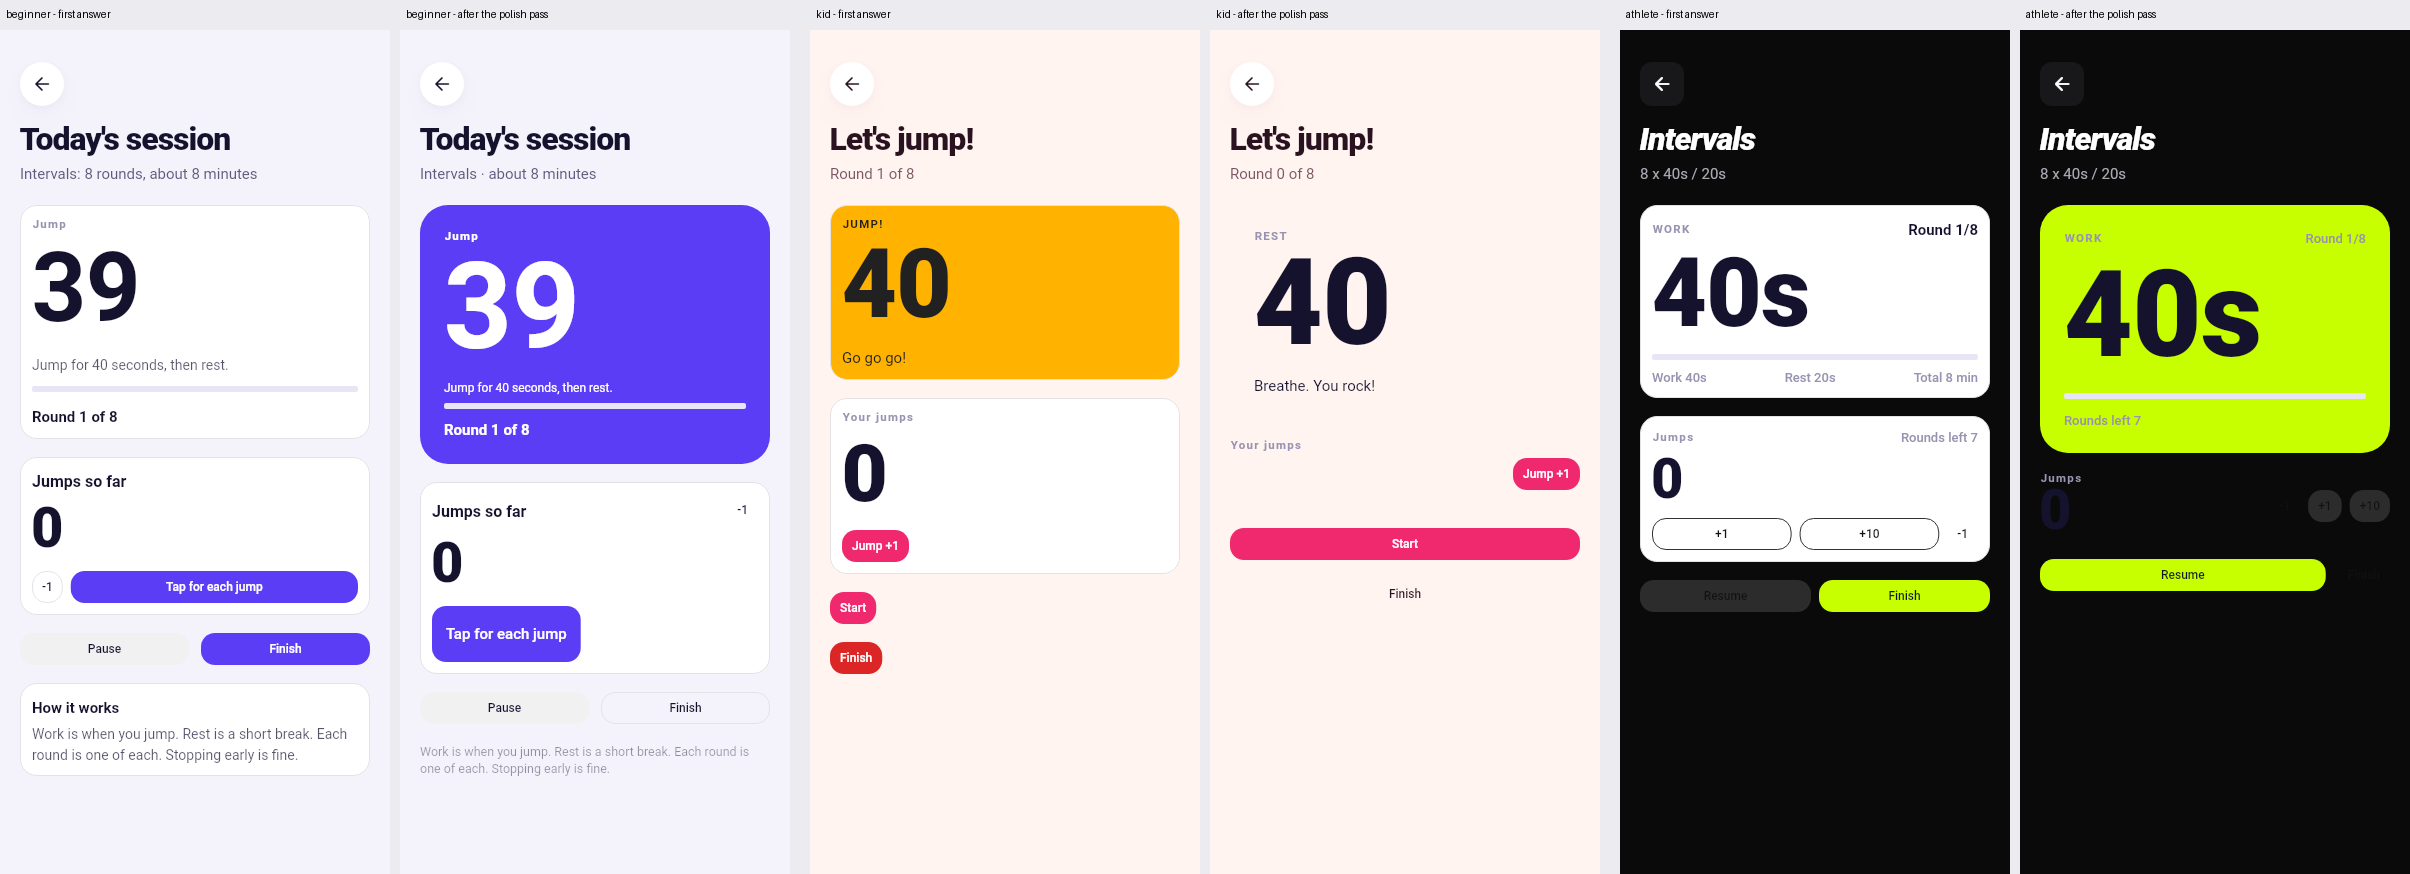 beginner - first answer
Today's session
Intervals: 8 rounds, about 8 minutes
Jump
39
Jump for 40 seconds, then rest.
Round 1 of 8
Jumps so far
0
-1
Tap for each jump
Pause
Finish
How it works
Work is when you jump. Rest is a short break. Each
round is one of each. Stopping early is fine.
beginner - after the polish pass
Today's session
Intervals · about 8 minutes
Jump
39
Jump for 40 seconds, then rest.
Round 1 of 8
Jumps so far
-1
0
Tap for each jump
Pause
Finish
Work is when you jump. Rest is a short break. Each round is
one of each. Stopping early is fine.
kid - first answer
Let's jump!
Round 1 of 8
JUMP!
40
Go go go!
Your jumps
0
Jump +1
Start
Finish
kid - after the polish pass
Let's jump!
Round 0 of 8
REST
40
Breathe. You rock!
Your jumps
Jump +1
Start
Finish
athlete - first answer
Intervals
8 x 40s / 20s
WORK
Round 1/8
40s
Work 40s
Rest 20s
Total 8 min
Jumps
Rounds left 7
0
+1
+10
-1
Resume
Finish
athlete - after the polish pass
Intervals
8 x 40s / 20s
WORK
Round 1/8
40s
Rounds left 7
Jumps
0
+1
+10
Resume
Finish